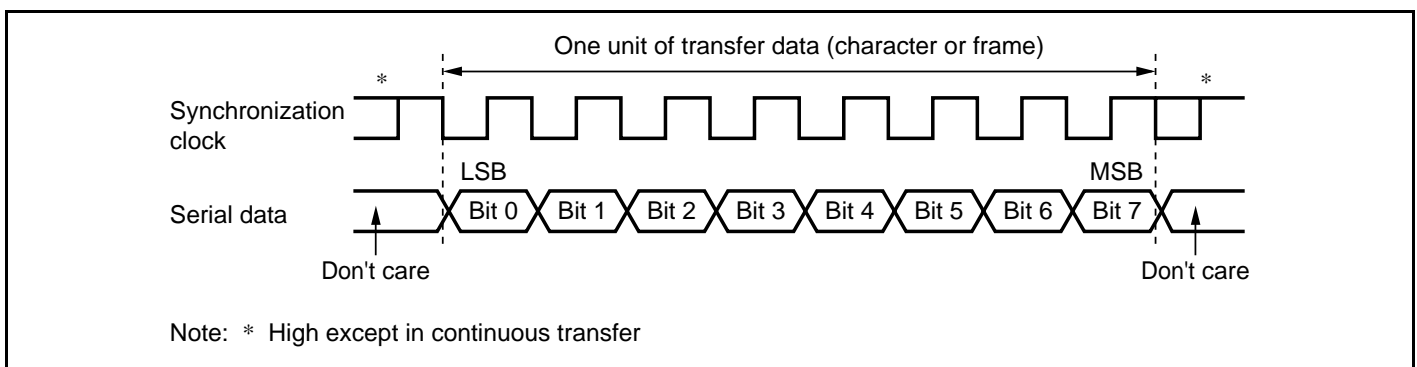 One unit of transfer data (character or frame)
* *
Synchronization
clock
LSB MSB
Serial data Bit 0 Bit 1 Bit 2 Bit 3 Bit 4 Bit 5 Bit 6 Bit 7
Don't care Don't care
Note: * High except in continuous transfer